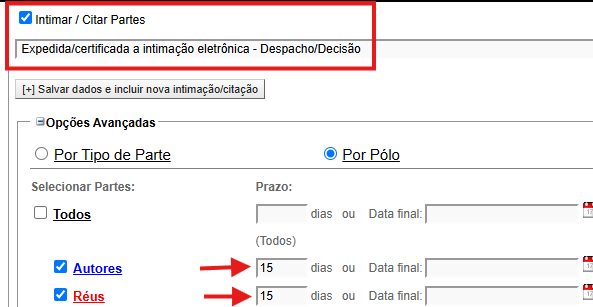 Intimar / Citar Partes
Expedida/certificada a intimação eletrônica - Despacho/Decisão
[+] Salvar dados e incluir nova intimação/citação
Opções Avançadas
Por Tipo de Parte Por Pólo
Selecionar Partes: Prazo:
Todos dias ou Data final:
(Todos)
Autores 15 dias ou Data final:
Réus 15 dias ou Data final: